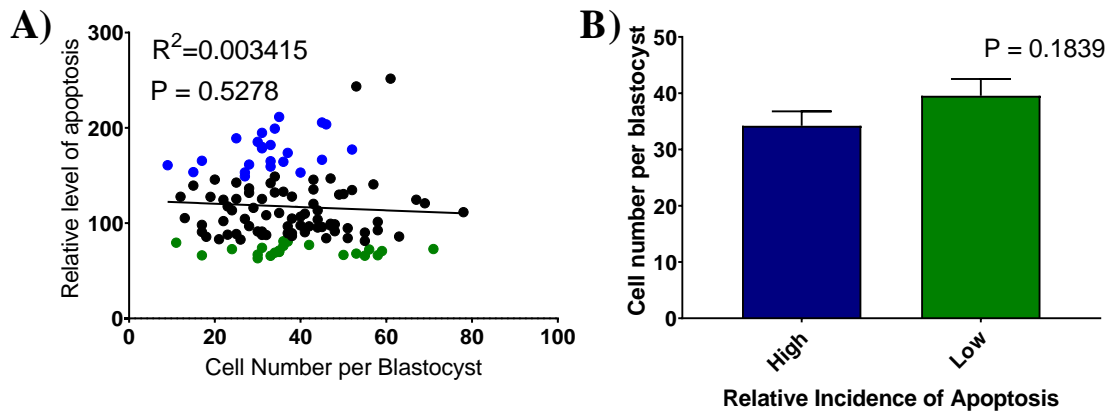 A)
R²=0.003415
P = 0.5278
Relative level of apoptosis
300
200
100
0
0 20 40 60 80 100
Cell Number per Blastocyst
B)
P = 0.1839
Cell number per blastocyst
50
40
30
20
10
0
High Low
Relative Incidence of Apoptosis